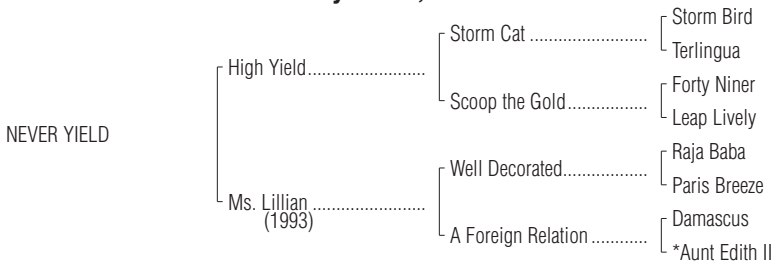 Storm Bird
Storm Cat ..........................
Terlingua
High Yield..........................
Forty Niner
Scoop the Gold.................
Leap Lively
NEVER YIELD
Raja Baba
Well Decorated..................
Paris Breeze
Ms. Lillian .........................
(1993)
Damascus
A Foreign Relation ............
*Aunt Edith II